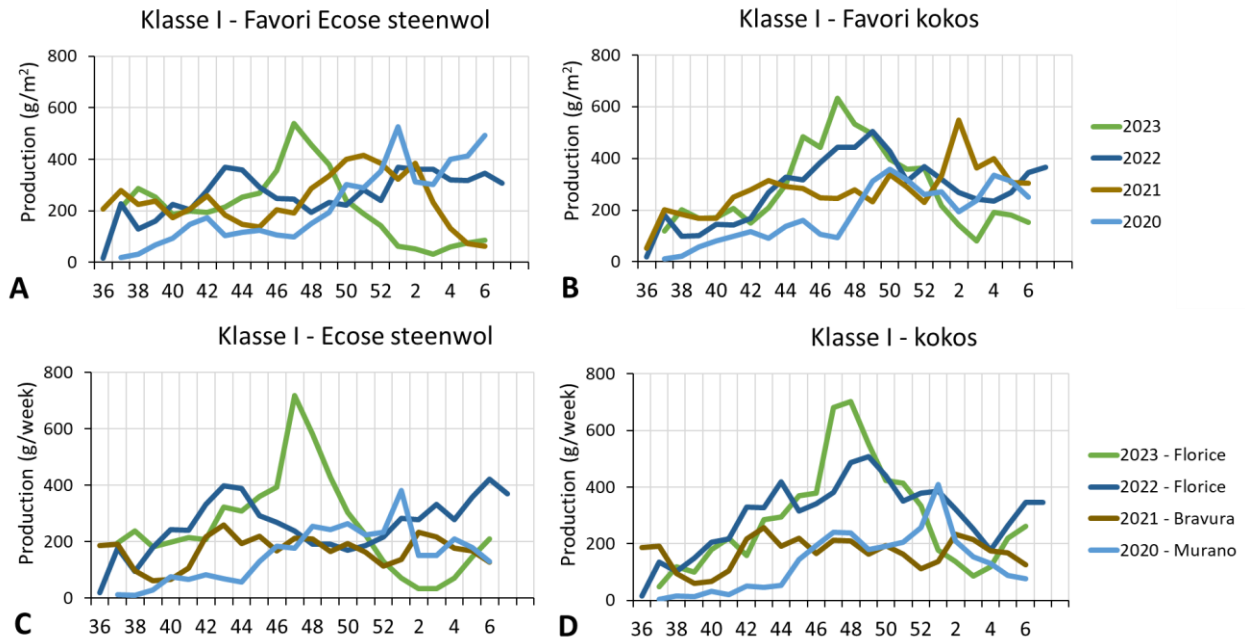 Klasse I - Favori Ecose steenwol
Production (g/m²)
800
600
400
200
0
36 38 40 42 44 46 48 50 52 2 4 6
A
Klasse I - Favori kokos
Production (g/m²)
800
600
400
200
0
36 38 40 42 44 46 48 50 52 2 4 6
B
2023
2022
2021
2020
Klasse I - Ecose steenwol
Production (g/week)
800
600
400
200
0
36 38 40 42 44 46 48 50 52 2 4 6
C
Klasse I - kokos
Production (g/week)
800
600
400
200
0
36 38 40 42 44 46 48 50 52 2 4 6
D
2023 - Florice
2022 - Florice
2021 - Bravura
2020 - Murano